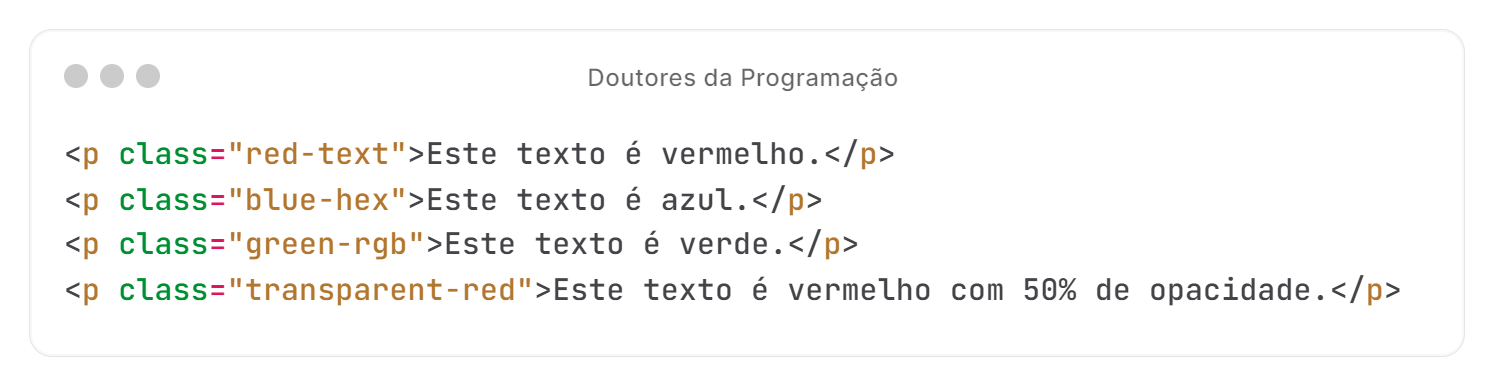 Doutores da Programação
<p class="red-text">Este texto é vermelho.</p>
<p class="blue-hex">Este texto é azul.</p>
<p class="green-rgb">Este texto é verde.</p>
<p class="transparent-red">Este texto é vermelho com 50% de opacidade.</p>